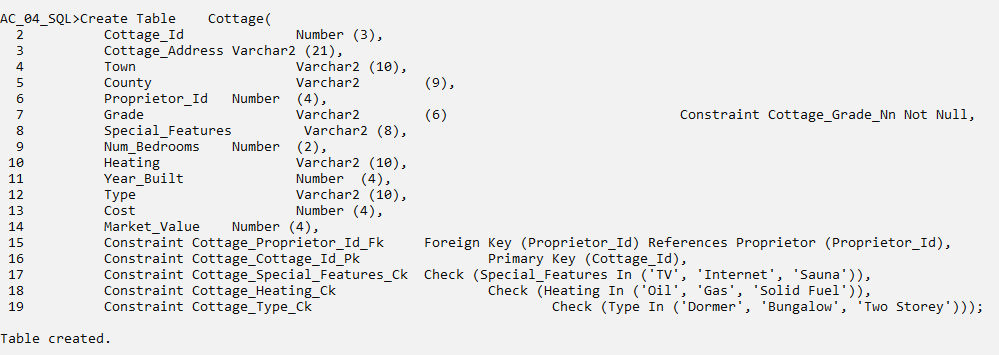 AC_04_SQL>Create Table    Cottage(
  2          Cottage_Id              Number (3),
  3          Cottage_Address Varchar2 (21),
  4          Town                    Varchar2 (10),
  5          County                  Varchar2        (9),
  6          Proprietor_Id   Number  (4),
  7          Grade                   Varchar2        (6)                             Constraint Cottage_Grade_Nn Not Null,
  8          Special_Features         Varchar2 (8),
  9          Num_Bedrooms    Number  (2),
 10          Heating                 Varchar2 (10),
 11          Year_Built              Number  (4),
 12          Type                    Varchar2 (10),
 13          Cost                    Number (4),
 14          Market_Value    Number (4),
 15          Constraint Cottage_Proprietor_Id_Fk     Foreign Key (Proprietor_Id) References Proprietor (Proprietor_Id),
 16          Constraint Cottage_Cottage_Id_Pk                Primary Key (Cottage_Id),
 17          Constraint Cottage_Special_Features_Ck  Check (Special_Features In ('TV', 'Internet', 'Sauna')),
 18          Constraint Cottage_Heating_Ck                   Check (Heating In ('Oil', 'Gas', 'Solid Fuel')),
 19          Constraint Cottage_Type_Ck                              Check (Type In ('Dormer', 'Bungalow', 'Two Storey')));
Table created.